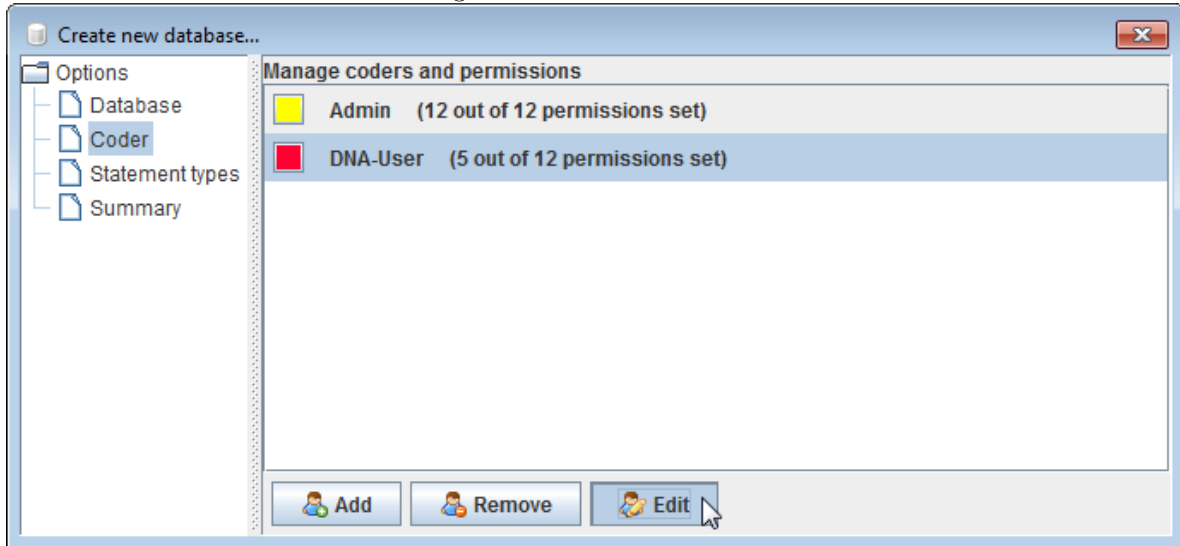 Create new database...
Options
Database
Coder
Statement types
Summary
Manage coders and permissions
Admin (12 out of 12 permissions set)
DNA-User (5 out of 12 permissions set)
Add Remove Edit